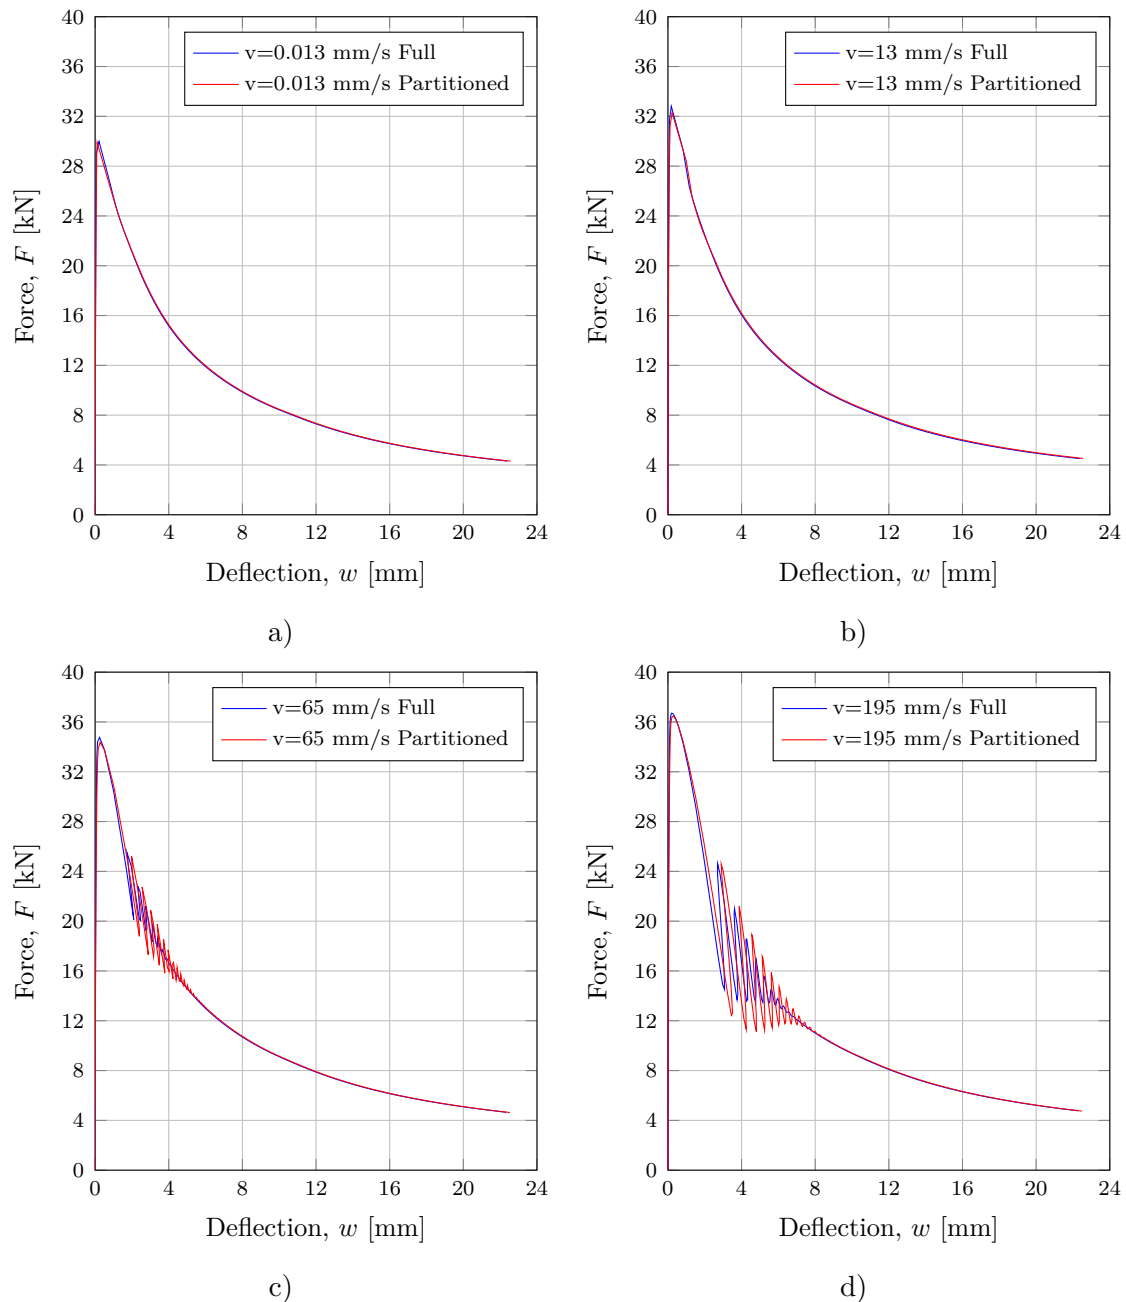 40
36
32
28
24
20
16
12
8
4
0
0 4 8 12 16 20 24
Force, F [kN]
Deflection, w [mm]
v=0.013 mm/s Full
v=0.013 mm/s Partitioned
a)
40
36
32
28
24
20
16
12
8
4
0
0 4 8 12 16 20 24
Force, F [kN]
Deflection, w [mm]
v=13 mm/s Full
v=13 mm/s Partitioned
b)
40
36
32
28
24
20
16
12
8
4
0
0 4 8 12 16 20 24
Force, F [kN]
Deflection, w [mm]
v=65 mm/s Full
v=65 mm/s Partitioned
c)
40
36
32
28
24
20
16
12
8
4
0
0 4 8 12 16 20 24
Force, F [kN]
Deflection, w [mm]
v=195 mm/s Full
v=195 mm/s Partitioned
d)